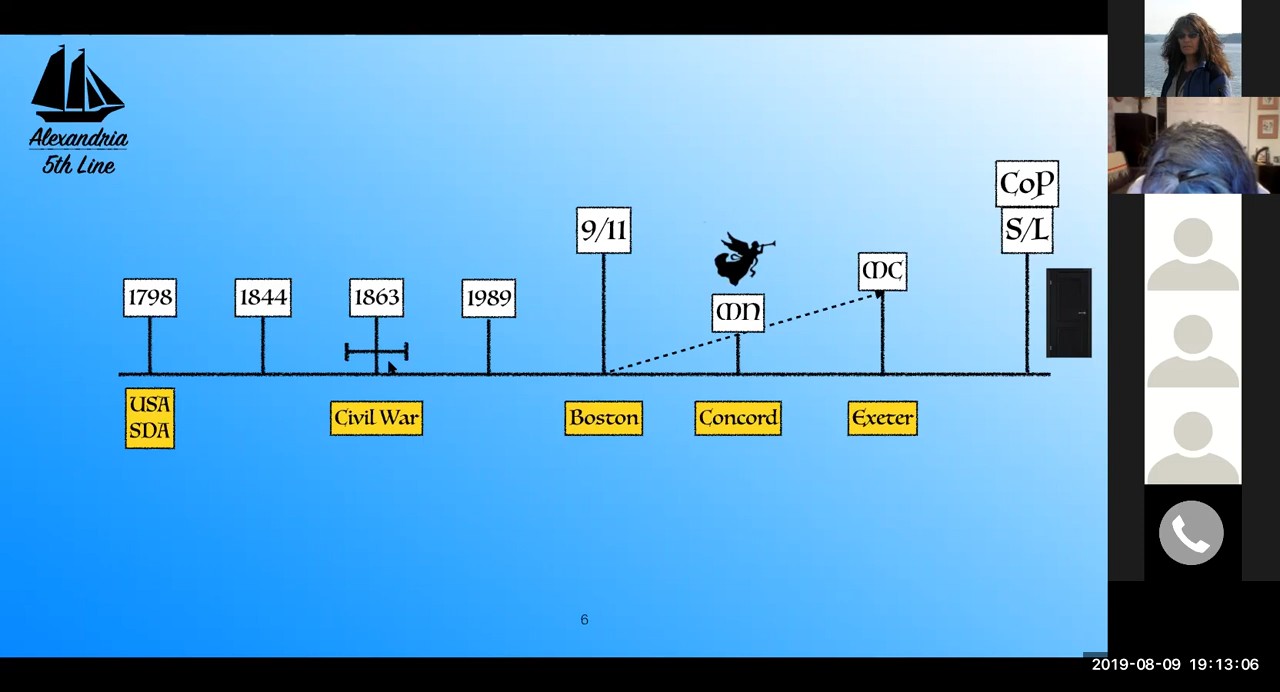 Alexandria
5th Line
CoP
9/11
S/L
MC
1798
1844
1863
1989
MN
USA
SDA
Civil War
Boston
Concord
Exeter
6
2019-08-09 19:13:06